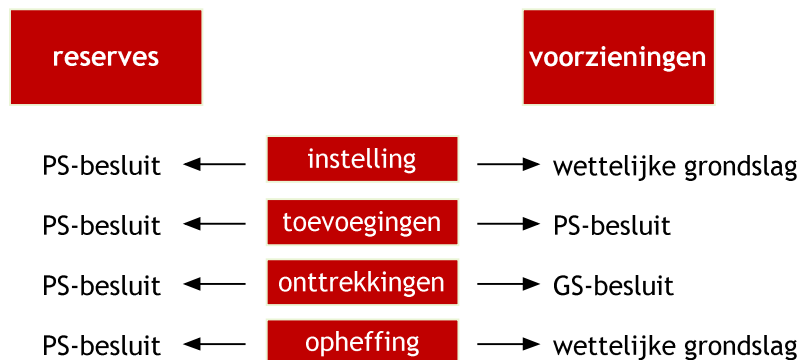 reserves voorzieningen
PS-besluit instelling wettelijke grondslag
PS-besluit toevoegingen PS-besluit
PS-besluit onttrekkingen GS-besluit
PS-besluit opheffing wettelijke grondslag